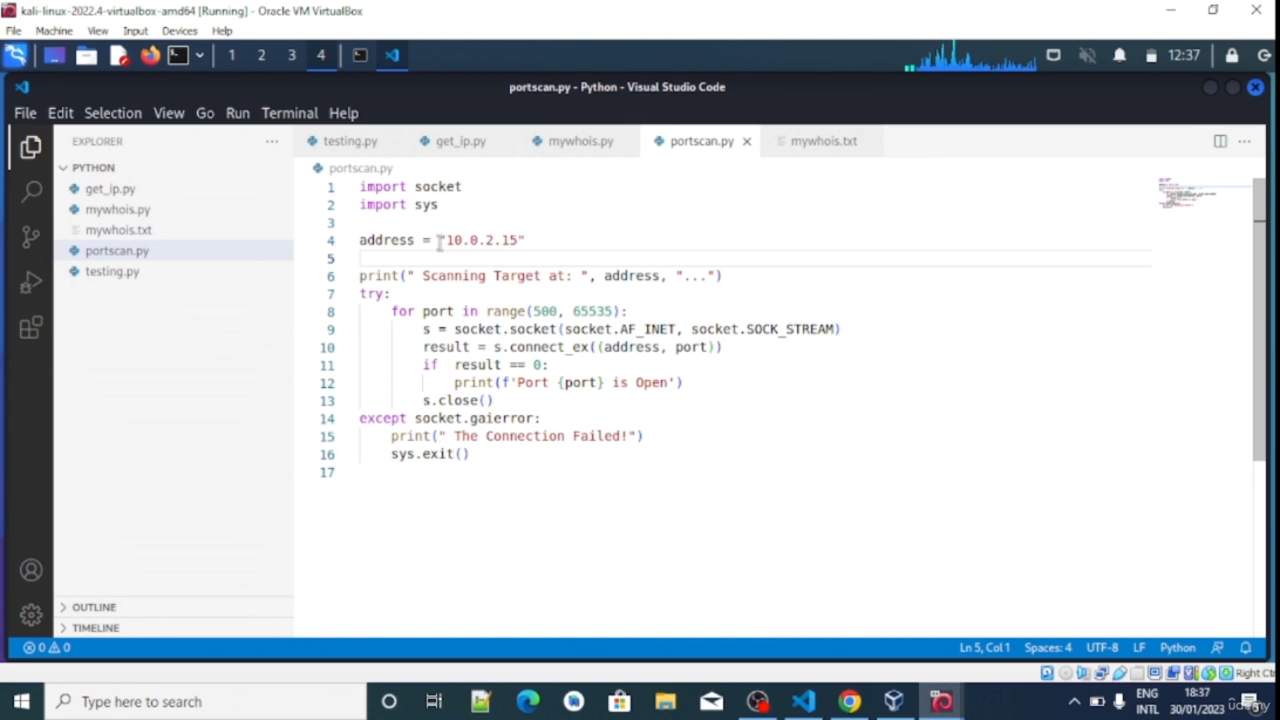 kali-linux-2022.4-virtualbox-amd64 [Running] - Oracle VM VirtualBox
File Machine View Input Devices Help
1 2 3 4 12:37
portscan.py - Python - Visual Studio Code
File Edit Selection View Go Run Terminal Help
EXPLORER
testing.py get_ip.py mywhois.py portscan.py mywhois.txt
PYTHON
get_ip.py
mywhois.py
mywhois.txt
portscan.py
testing.py
portscan.py
1 import socket
2 import sys
3
4 address = "10.0.2.15"
5
6 print(" Scanning Target at: ", address, "...")
7 try:
8 for port in range(500, 65535):
9 s = socket.socket(socket.AF_INET, socket.SOCK_STREAM)
10 result = s.connect_ex((address, port))
11 if  result == 0:
12 print(f'Port {port} is Open')
13 s.close()
14 except socket.gaierror:
15 print(" The Connection Failed!")
16 sys.exit()
17
OUTLINE
TIMELINE
0 0 Ln 5, Col 1 Spaces: 4 UTF-8 LF Python
Right Ct
Type here to search
ENG
INTL
18:37
30/01/2023
udemy